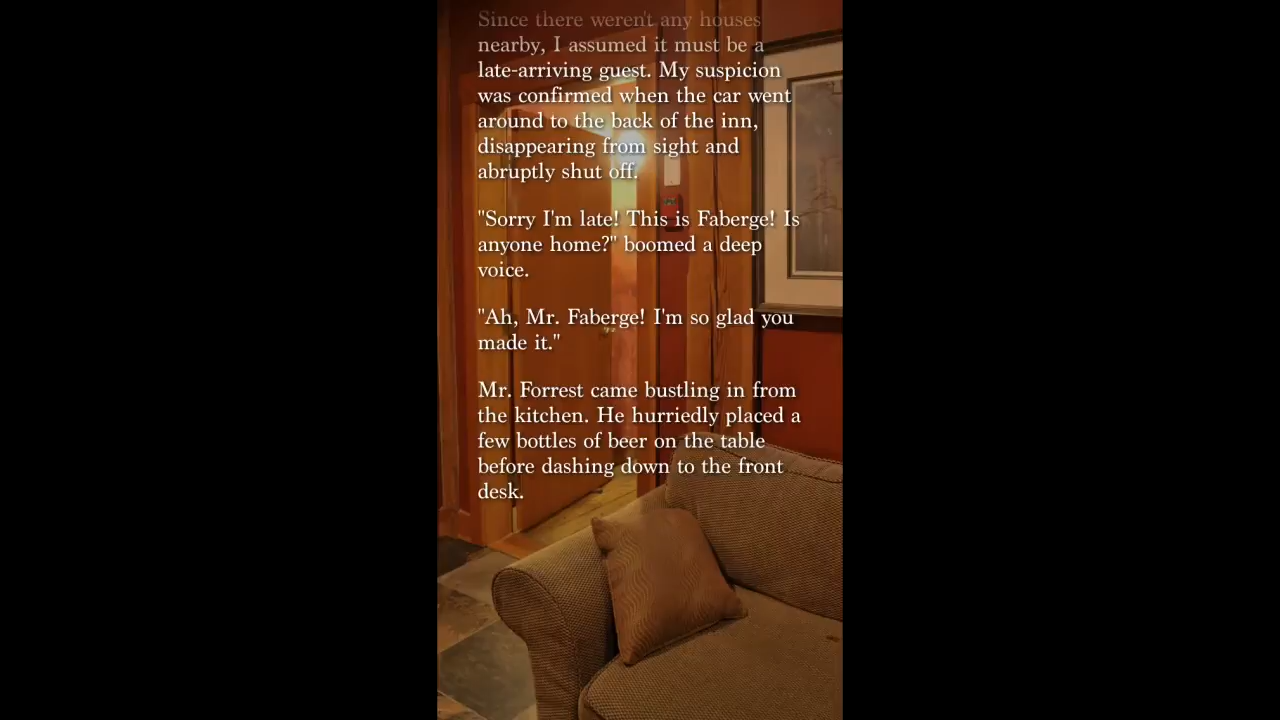 Since there weren't any houses
nearby, I assumed it must be a
late-arriving guest. My suspicion
was confirmed when the car went
around to the back of the inn,
disappearing from sight and
abruptly shut off.
"Sorry I'm late! This is Faberge! Is
anyone home?" boomed a deep
voice.
"Ah, Mr. Faberge! I'm so glad you
made it."
Mr. Forrest came bustling in from
the kitchen. He hurriedly placed a
few bottles of beer on the table
before dashing down to the front
desk.